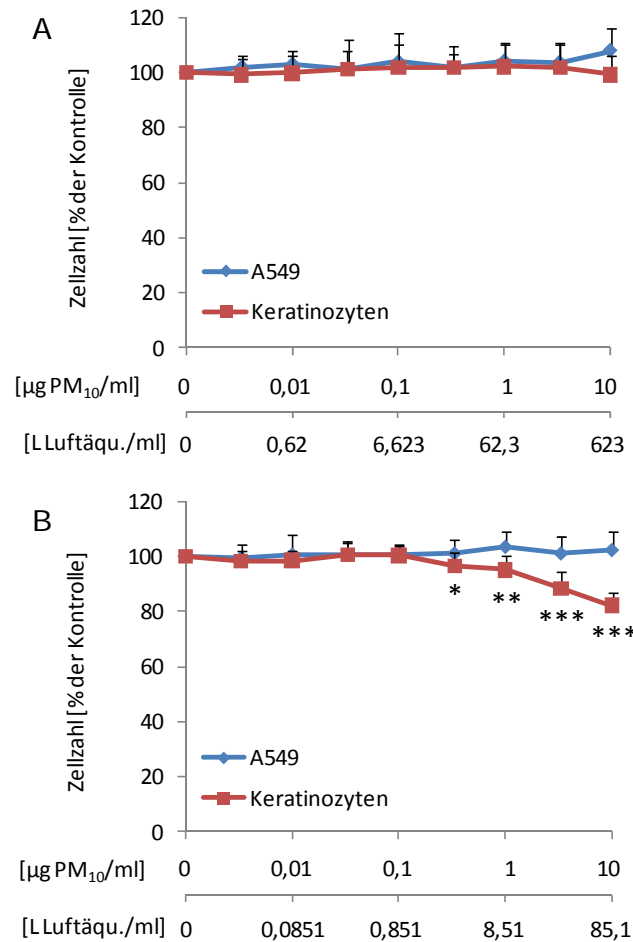 A
Zellzahl [% der Kontrolle]
120
100
80
60
40
20
0
A549
Keratinozyten
[µg PM10/ml] 0 0,01 0,1 1 10
[L Luftäqu./ml] 0 0,62 6,623 62,3 623
B
Zellzahl [% der Kontrolle]
120
100
80
60
40
20
0
* ** *** ***
A549
Keratinozyten
[µg PM10/ml] 0 0,01 0,1 1 10
[L Luftäqu./ml] 0 0,0851 0,851 8,51 85,1